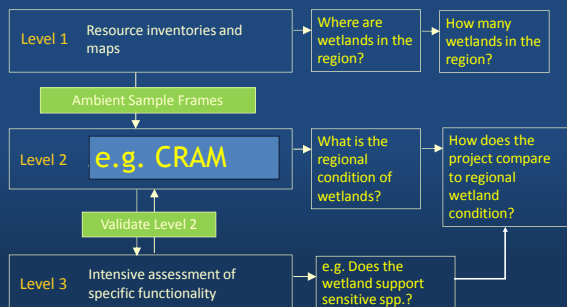 Level 1
Resource inventories and
maps
Where are
wetlands in the
region?
How many
wetlands in the
region?
Ambient Sample Frames
Level 2
e.g. CRAM
What is the
regional
condition of
wetlands?
How does the
project compare
to regional
wetland
condition?
Validate Level 2
Level 3
Intensive assessment of
specific functionality
e.g. Does the
wetland support
sensitive spp.?